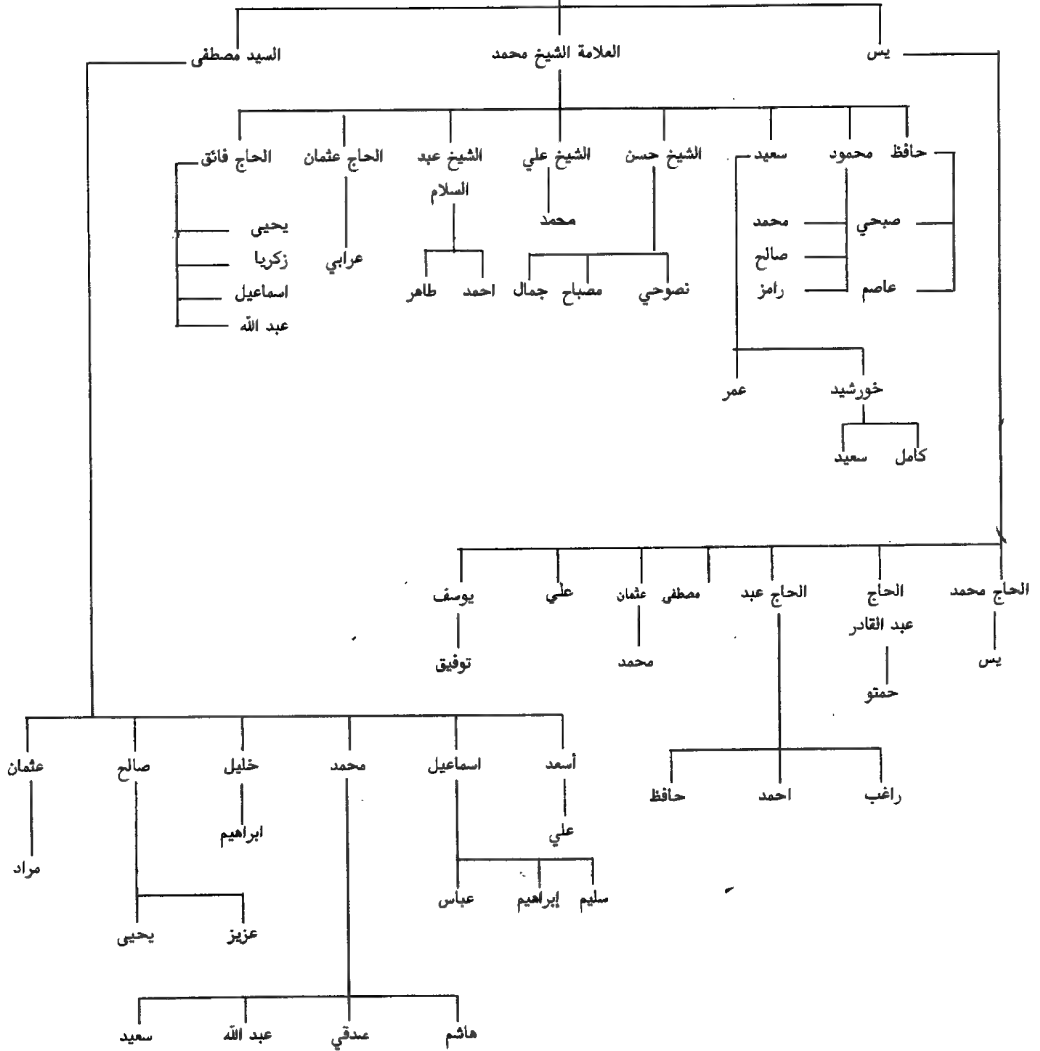 يس العلامة الشيخ محمد السيد مصطفى
حافظ محمود سعيد الشيخ حسن الشيخ علي الشيخ عبد السلام الحاج عثمان الحاج فائق
صبحي محمد محمد يحيى
صالح عرابي زكريا
عاصم رامز نصوحي مصباح جمال احمد طاهر اسماعيل
عبد الله
خورشيد عمر
كامل سعيد
الحاج محمد الحاج عبد القادر الحاج عبد مصطفى عثمان علي يوسف
يس محمد توفيق
حمتو
أسعد اسماعيل محمد خليل صالح عثمان
راغب احمد حافظ
علي ابراهيم
مراد
سليم إبراهيم عباس
عزيز يحيى
هاشم صدقي عبد الله سعيد